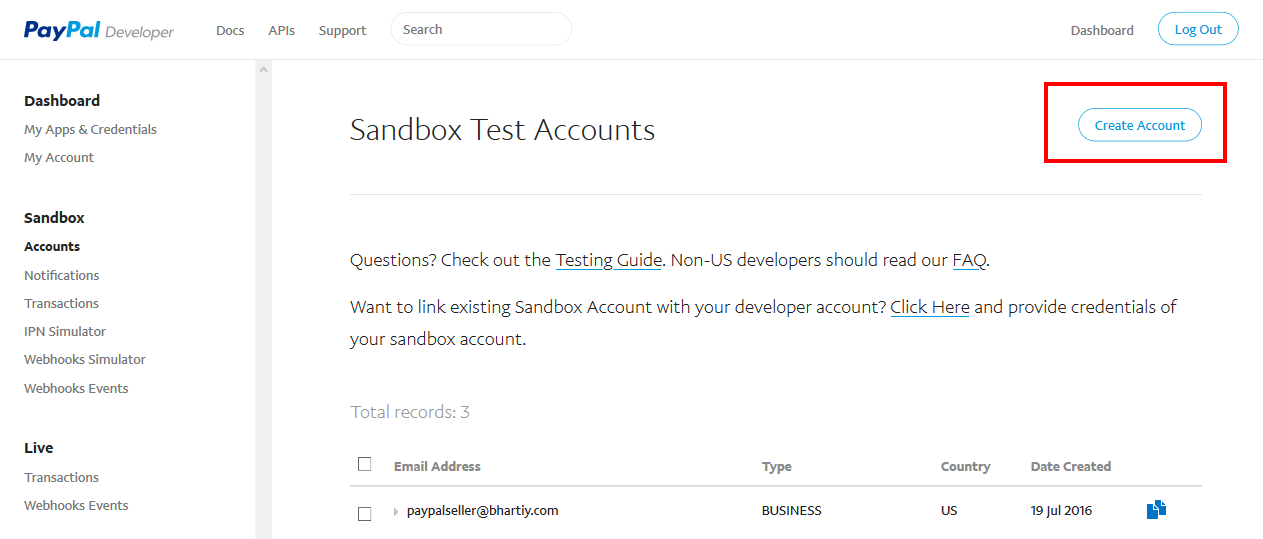 PayPal Developer Docs APIs Support Search Dashboard Log Out
Dashboard
My Apps & Credentials
My Account
Sandbox
Accounts
Notifications
Transactions
IPN Simulator
Webhooks Simulator
Webhooks Events
Live
Transactions
Webhooks Events
Sandbox Test Accounts
Create Account
Questions? Check out the Testing Guide. Non-US developers should read our FAQ.
Want to link existing Sandbox Account with your developer account? Click Here and provide credentials of
your sandbox account.
Total records: 3
Email Address Type Country Date Created
paypalseller@bhartiy.com BUSINESS US 19 Jul 2016